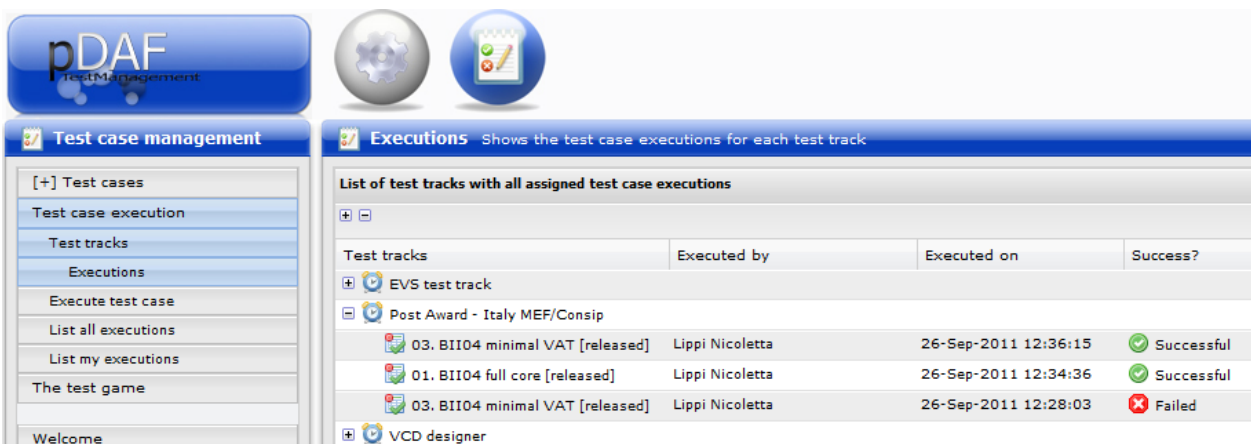 pDAF
TestManagement
Test case management
[+] Test cases
Test case execution
Test tracks
Executions
Execute test case
List all executions
List my executions
The test game
Welcome
Executions Shows the test case executions for each test track
List of test tracks with all assigned test case executions
Test tracks Executed by Executed on Success?
EVS test track
Post Award - Italy MEF/Consip
03. BII04 minimal VAT [released] Lippi Nicoletta 26-Sep-2011 12:36:15 Successful
01. BII04 full core [released] Lippi Nicoletta 26-Sep-2011 12:34:36 Successful
03. BII04 minimal VAT [released] Lippi Nicoletta 26-Sep-2011 12:28:03 Failed
VCD designer